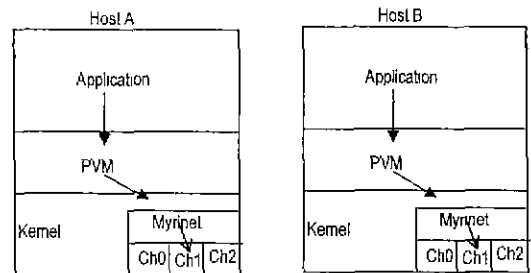 Host A
Host B
Application
Application
PVM
PVM
Kernel
Myrinet
Ch0 Ch1 Ch2
Kernel
Myrinet
Ch0 Ch1 Ch2